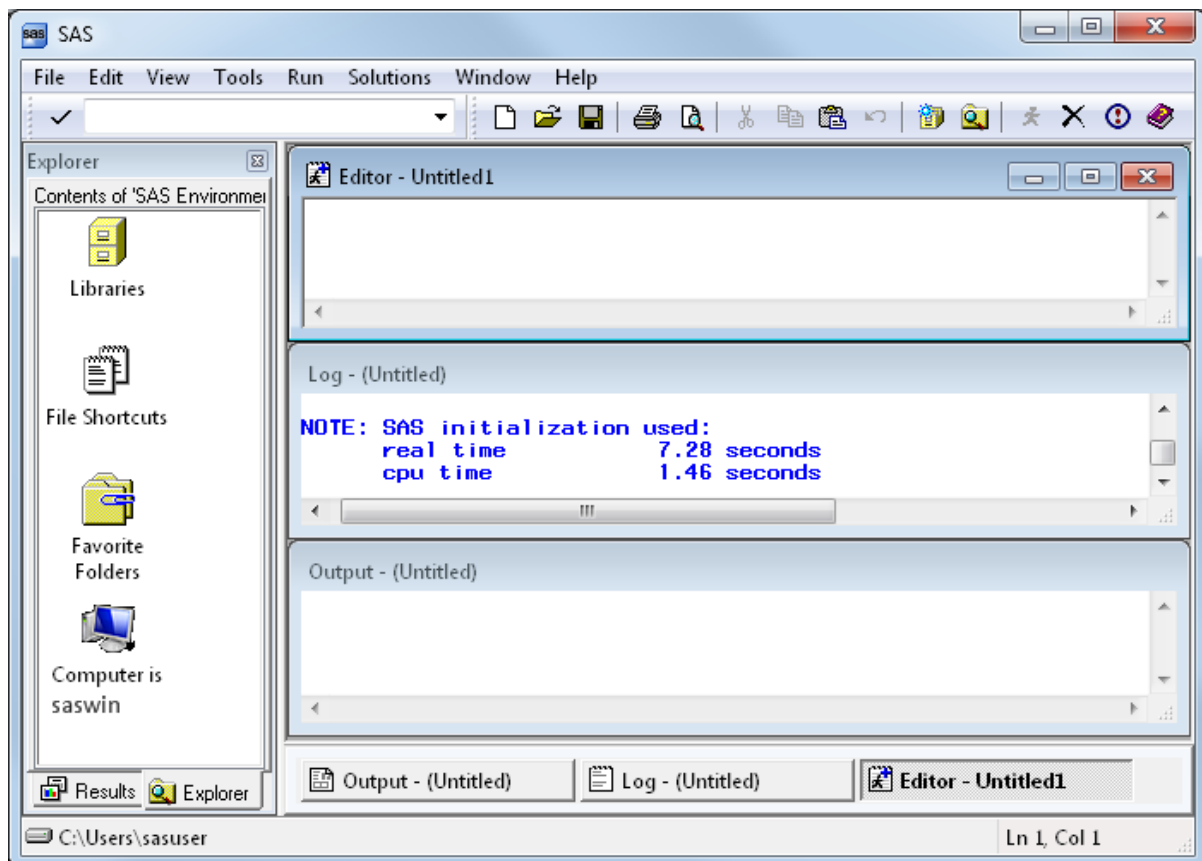 sas SAS
File Edit View Tools Run Solutions Window Help
Explorer
Contents of 'SAS Environme
Libraries
File Shortcuts
Favorite
Folders
Computer is
saswin
Results Explorer
Editor - Untitled1
Log - (Untitled)
NOTE: SAS initialization used:
real time 7.28 seconds
cpu time 1.46 seconds
Output - (Untitled)
Output - (Untitled) Log - (Untitled) Editor - Untitled1
C:\Users\sasuser Ln 1, Col 1